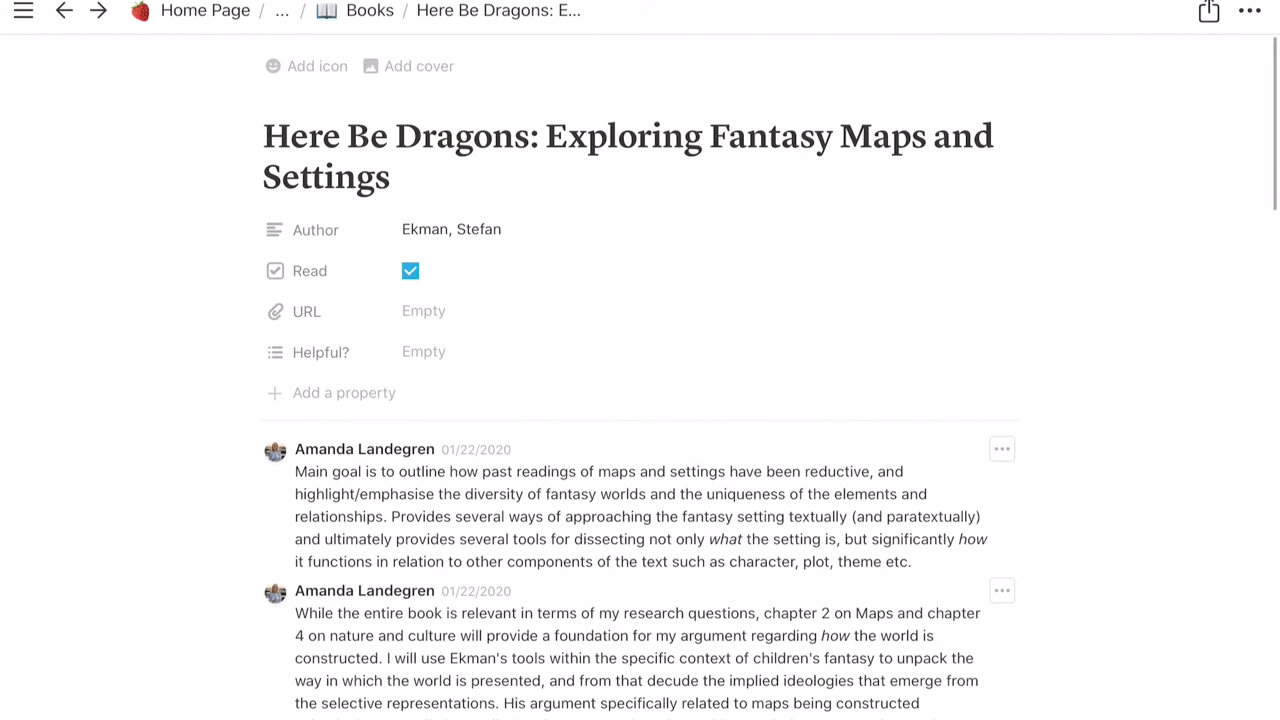 Home Page / ... / Books / Here Be Dragons: E...
Add icon Add cover
Here Be Dragons: Exploring Fantasy Maps and
Settings
Author Ekman, Stefan
Read
URL Empty
Helpful? Empty
Add a property
Amanda Landegren 01/22/2020
Main goal is to outline how past readings of maps and settings have been reductive, and
highlight/emphasise the diversity of fantasy worlds and the uniqueness of the elements and
relationships. Provides several ways of approaching the fantasy setting textually (and paratextually)
and ultimately provides several tools for dissecting not only what the setting is, but significantly how
it functions in relation to other components of the text such as character, plot, theme etc.
Amanda Landegren 01/22/2020
While the entire book is relevant in terms of my research questions, chapter 2 on Maps and chapter
4 on nature and culture will provide a foundation for my argument regarding how the world is
constructed. I will use Ekman's tools within the specific context of children's fantasy to unpack the
way in which the world is presented, and from that decude the implied ideologies that emerge from
the selective representations. His argument specifically related to maps being constructed